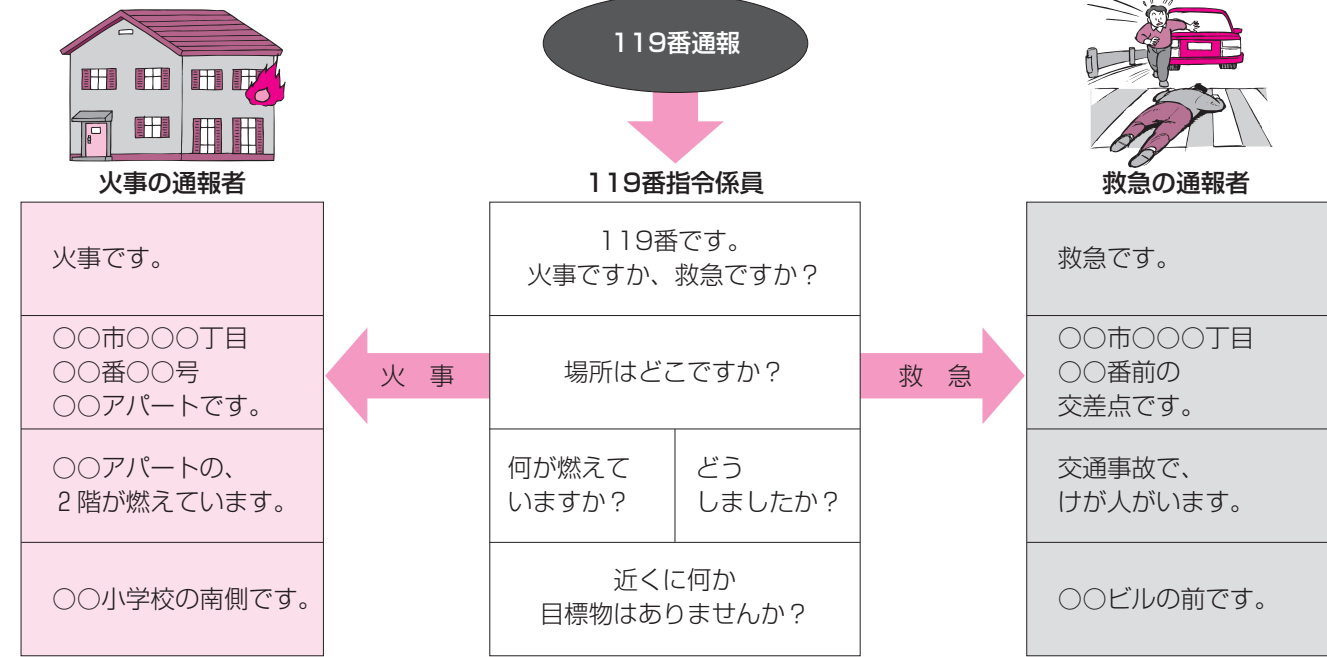 119番通報
火事の通報者
119番指令係員
救急の通報者
火事です。
119番です。
火事ですか、救急ですか？
救急です。
○○市○○○丁目
○○番○○号
○○アパートです。
火　事
場所はどこですか？
救　急
○○市○○○丁目
○○番前の
交差点です。
○○アパートの、
2階が燃えています。
何が燃えて
いますか？
どう
しましたか？
交通事故で、
けが人がいます。
○○小学校の南側です。
近くに何か
目標物はありませんか？
○○ビルの前です。